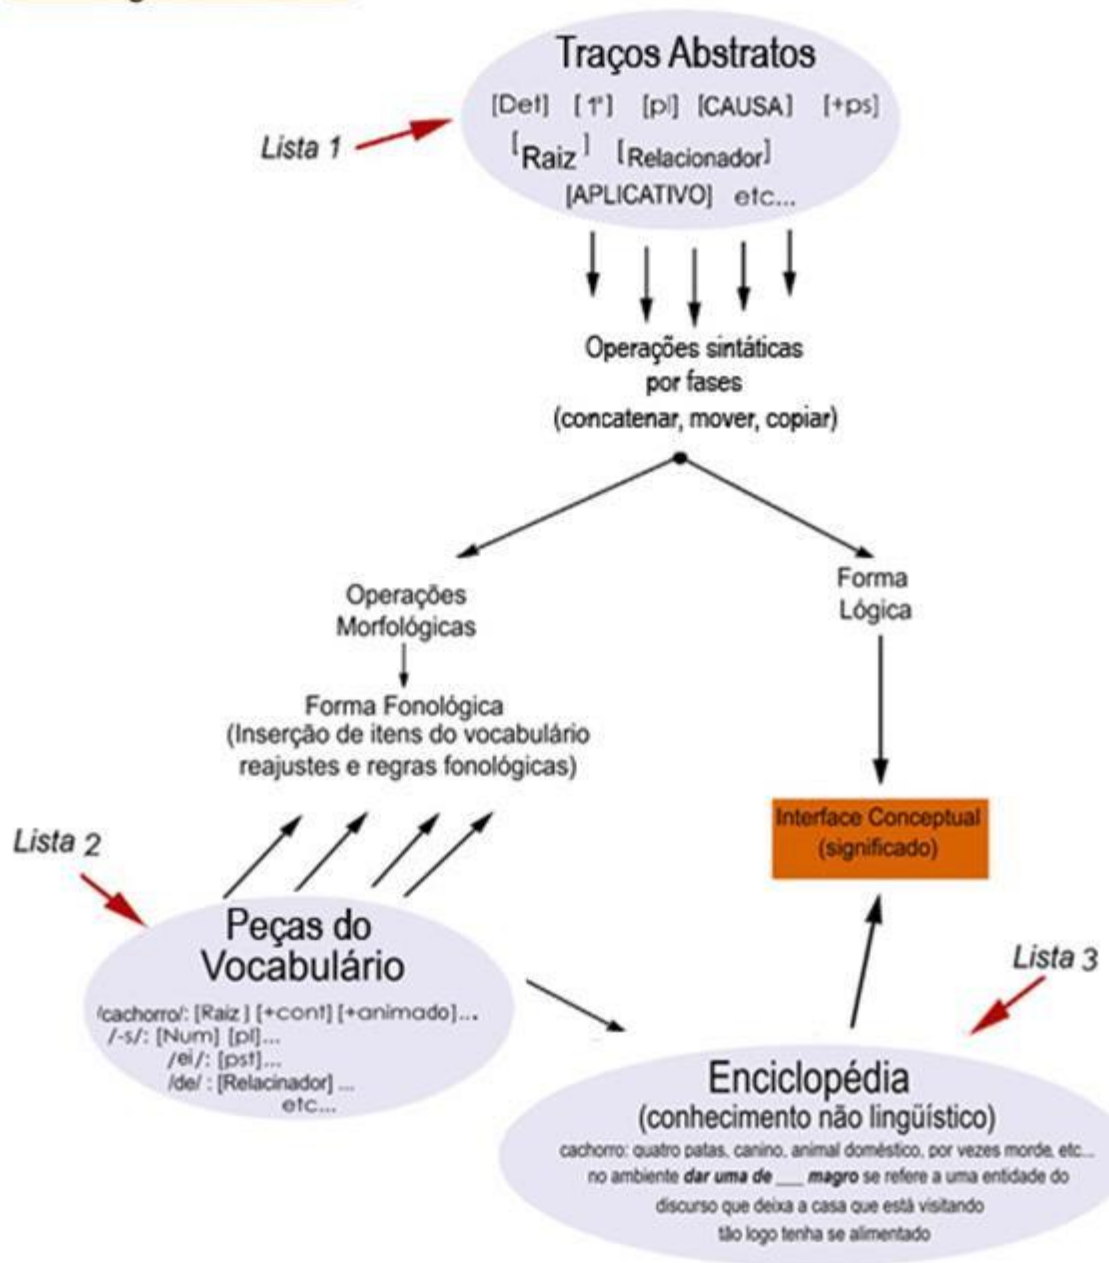 Traços Abstratos
[Det] [1ª] [pl] [CAUSA] [+ps]
[Raiz] [Relacionador]
[APLICATIVO] etc...
Lista 1
Operações sintáticas
por fases
(concatenar, mover, copiar)
Operações
Morfológicas
Forma
Lógica
Forma Fonológica
(Inserção de itens do vocabulário
reajustes e regras fonológicas)
Interface Conceptual
(significado)
Lista 2
Peças do
Vocabulário
/cachorro/: [Raiz ] [+cont] [+animado]...
/-s/: [Num] [pl]...
/ei/: [pst]...
/de/ : [Relacinador] ...
etc...
Lista 3
Enciclopédia
(conhecimento não lingüístico)
cachorro: quatro patas, canino, animal doméstico, por vezes morde, etc...
no ambiente dar uma de ___ magro se refere a uma entidade do
discurso que deixa a casa que está visitando
tão logo tenha se alimentado